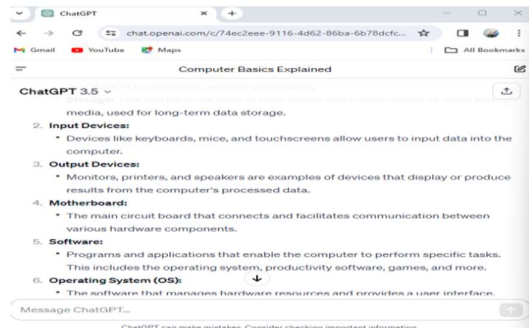 ChatGPT
chat.openai.com/c/74ec2eee-9116-4d62-86ba-6b78dcfc...
Gmail YouTube Maps All Bookmarks
Computer Basics Explained
ChatGPT 3.5
media, used for long-term data storage.
2. Input Devices:
• Devices like keyboards, mice, and touchscreens allow users to input data into the
computer.
3. Output Devices:
• Monitors, printers, and speakers are examples of devices that display or produce
results from the computer's processed data.
4. Motherboard:
• The main circuit board that connects and facilitates communication between
various hardware components.
5. Software:
• Programs and applications that enable the computer to perform specific tasks.
This includes the operating system, productivity software, games, and more.
6. Operating System (OS):
• The software that manages hardware resources and provides a user interface.
Message ChatGPT...
ChatGPT can make mistakes. Consider checking important information.